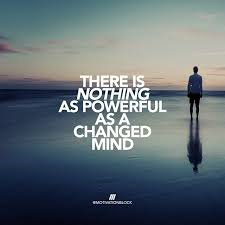 THERE IS
NOTHING
AS POWERFUL
AS A
CHANGED
MIND
@MOTIVATIONBLOCK